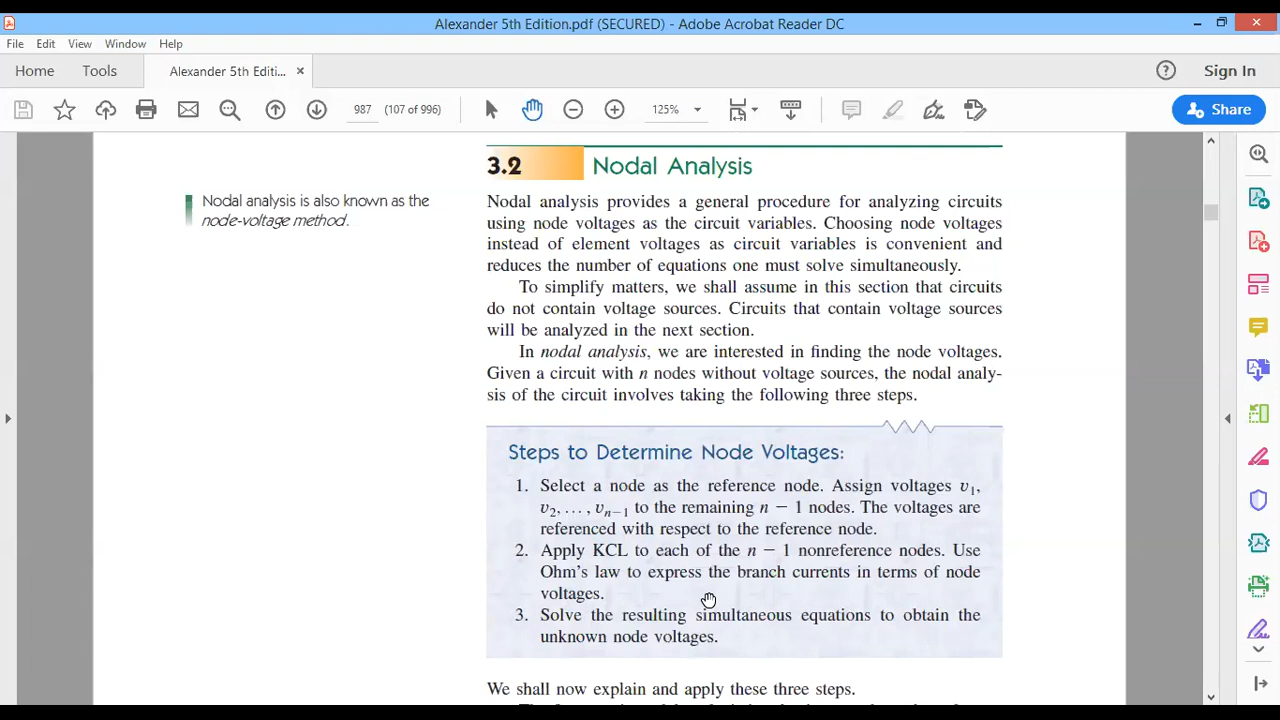 Alexander 5th Edition.pdf (SECURED) - Adobe Acrobat Reader DC
File Edit View Window Help
Home Tools Alexander 5th Editi... × Sign In
987 (107 of 996) 125% Share
3.2 Nodal Analysis
Nodal analysis is also known as the
node-voltage method.
Nodal analysis provides a general procedure for analyzing circuits
using node voltages as the circuit variables. Choosing node voltages
instead of element voltages as circuit variables is convenient and
reduces the number of equations one must solve simultaneously.
To simplify matters, we shall assume in this section that circuits
do not contain voltage sources. Circuits that contain voltage sources
will be analyzed in the next section.
In nodal analysis, we are interested in finding the node voltages.
Given a circuit with n nodes without voltage sources, the nodal analy-
sis of the circuit involves taking the following three steps.
Steps to Determine Node Voltages:
1. Select a node as the reference node. Assign voltages v₁,
v₂, ..., vₙ₋₁ to the remaining n − 1 nodes. The voltages are
referenced with respect to the reference node.
2. Apply KCL to each of the n − 1 nonreference nodes. Use
Ohm's law to express the branch currents in terms of node
voltages.
3. Solve the resulting simultaneous equations to obtain the
unknown node voltages.
We shall now explain and apply these three steps.